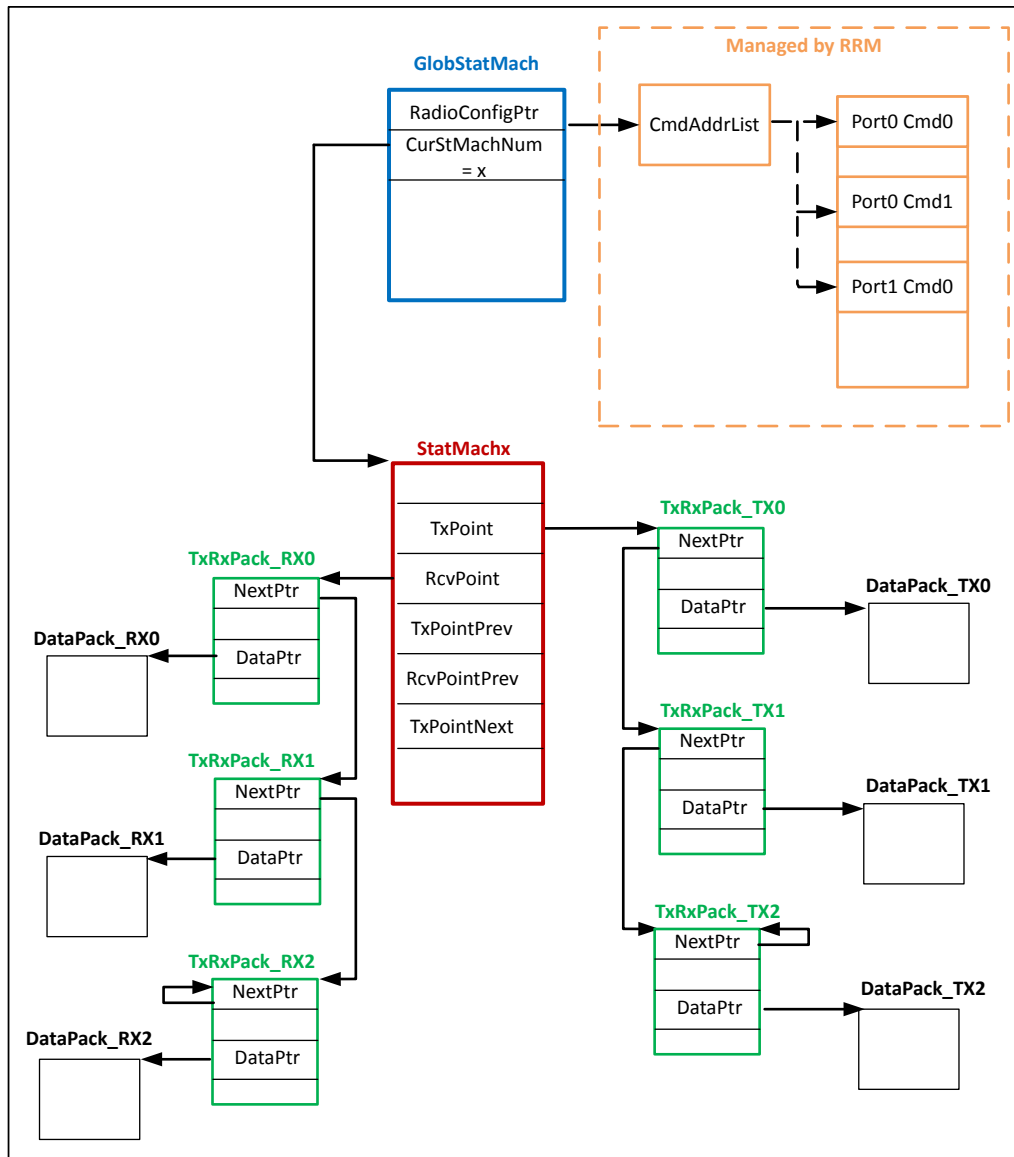 Managed by RRM
GlobStatMach
RadioConfigPtr
CurStMachNum
= x
CmdAddrList
Port0 Cmd0
Port0 Cmd1
Port1 Cmd0
StatMachx
TxPoint
RcvPoint
TxPointPrev
RcvPointPrev
TxPointNext
TxRxPack_RX0
NextPtr
DataPtr
DataPack_RX0
TxRxPack_RX1
NextPtr
DataPtr
DataPack_RX1
TxRxPack_RX2
NextPtr
DataPtr
DataPack_RX2
TxRxPack_TX0
NextPtr
DataPtr
DataPack_TX0
TxRxPack_TX1
NextPtr
DataPtr
DataPack_TX1
TxRxPack_TX2
NextPtr
DataPtr
DataPack_TX2